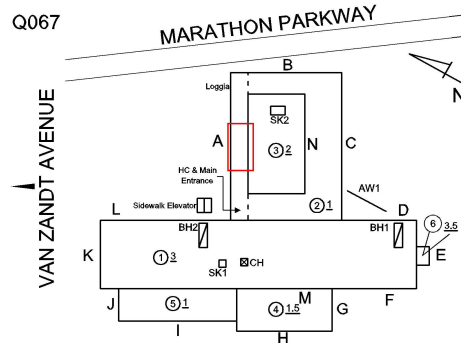 Q067
MARATHON PARKWAY
B
Loggia
SK2
A
3 2
N
C
N
VAN ZANDT AVENUE
HC & Main
Entrance
AW1
Sidewalk Elevator
2 1
L
D
BH2
BH1
6 3.5
K
1 3
SK1
CH
E
J
5 1
M
4 1.5
G
F
I
H